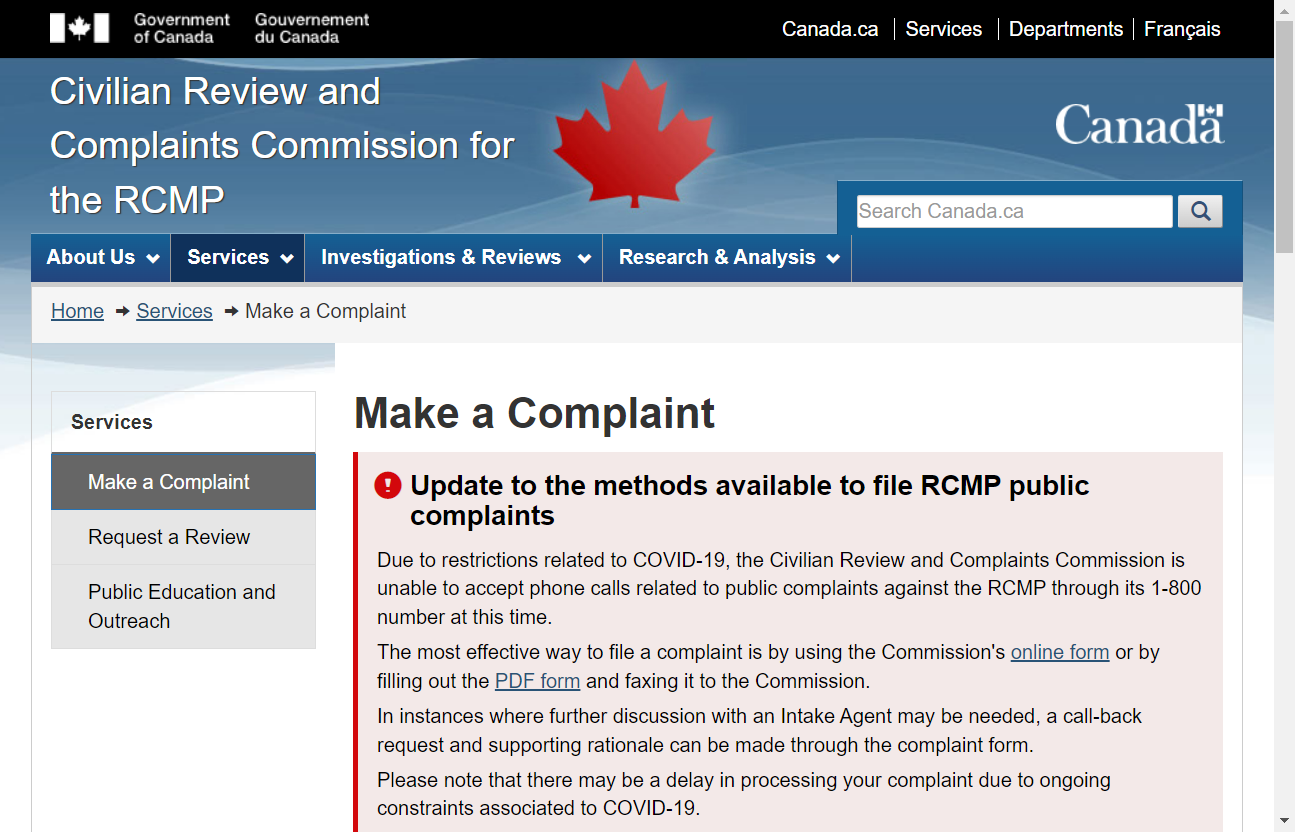 Government
of Canada
Gouvernement
du Canada
Canada.ca
Services
Departments
Français
Civilian Review and
Complaints Commission for
the RCMP
Canada
Search Canada.ca
About Us
Services
Investigations & Reviews
Research & Analysis
Home
Services
Make a Complaint
Services
Make a Complaint
Request a Review
Public Education and
Outreach
Make a Complaint
Update to the methods available to file RCMP public
complaints
Due to restrictions related to COVID-19, the Civilian Review and Complaints Commission is
unable to accept phone calls related to public complaints against the RCMP through its 1-800
number at this time.
The most effective way to file a complaint is by using the Commission's online form or by
filling out the PDF form and faxing it to the Commission.
In instances where further discussion with an Intake Agent may be needed, a call-back
request and supporting rationale can be made through the complaint form.
Please note that there may be a delay in processing your complaint due to ongoing
constraints associated to COVID-19.